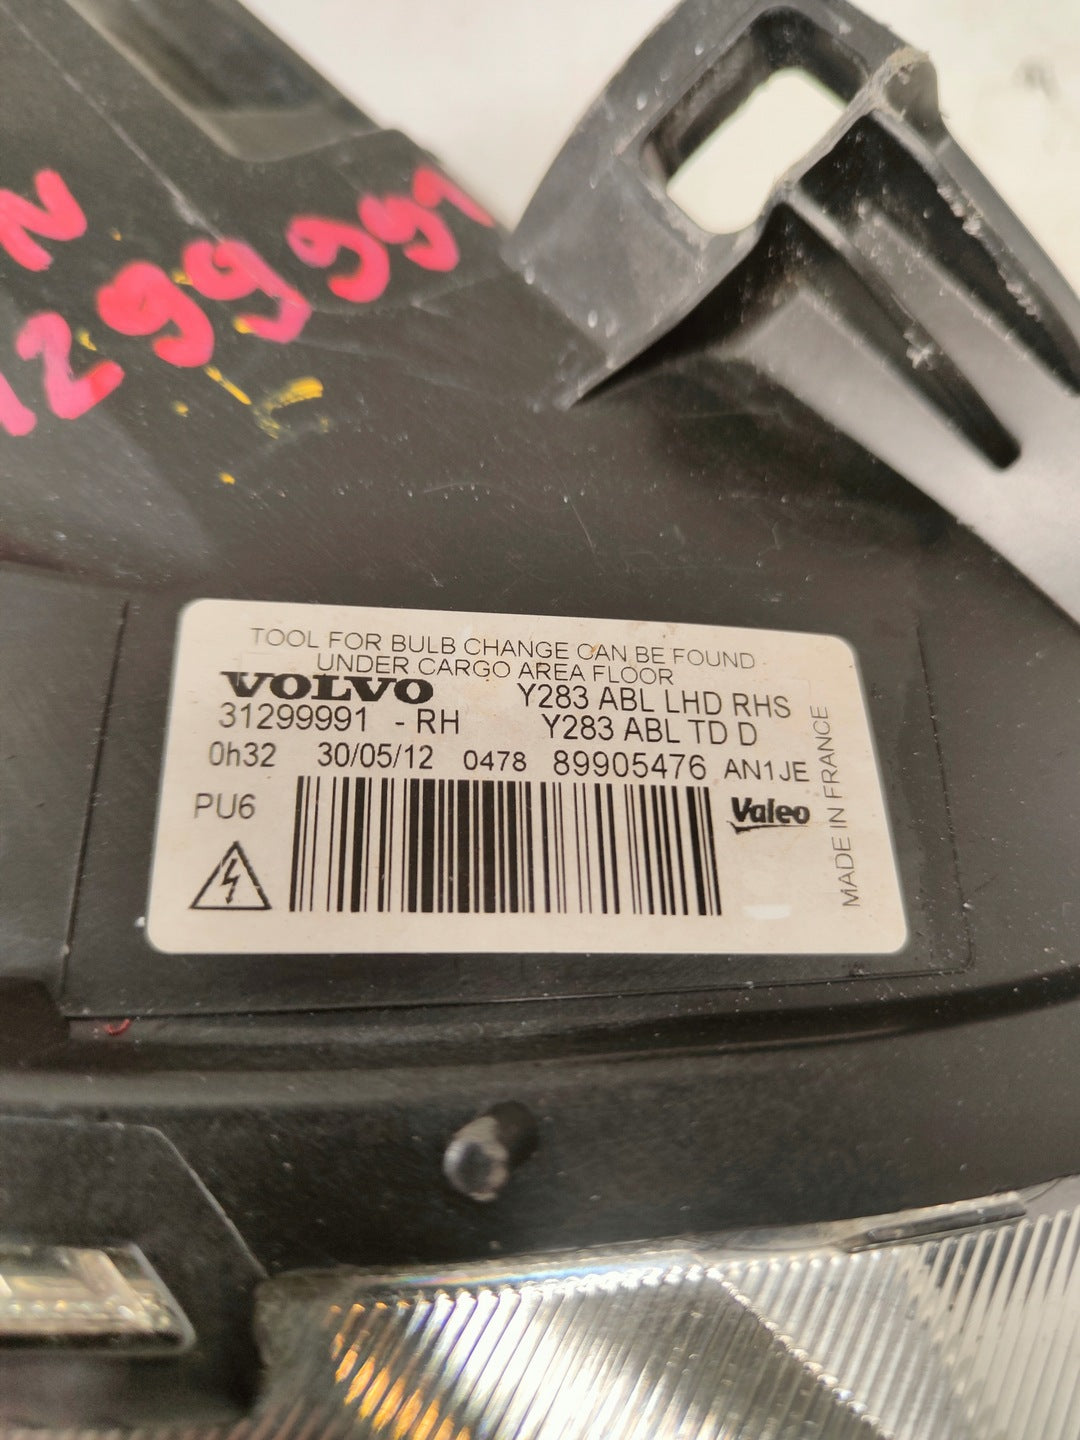 N
1299991
TOOL FOR BULB CHANGE CAN BE FOUND
UNDER CARGO AREA FLOOR
VOLVO Y283 ABL LHD RHS
31299991 -RH Y283 ABL TD D
0h32 30/05/12 0478 89905476 AN1JE
PU6
Valeo
MADE IN FRANCE